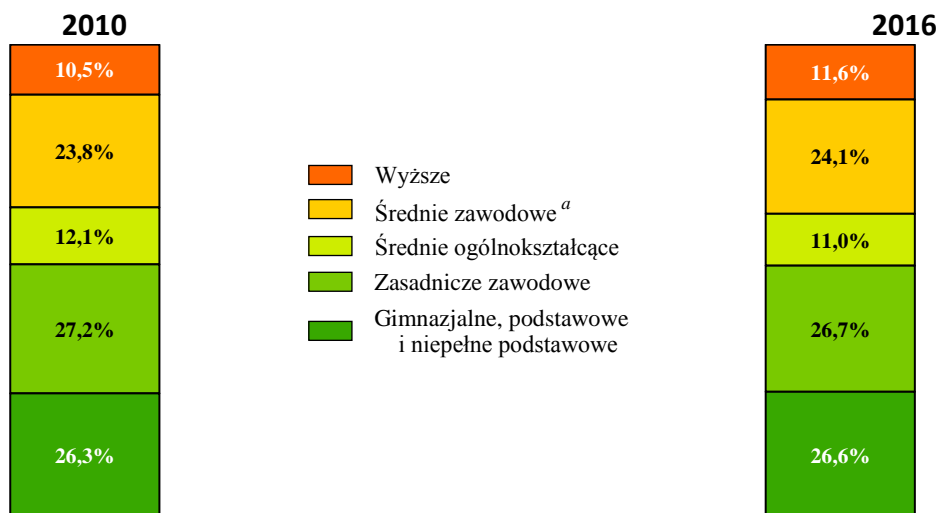 2010
2016
10,5%
23,8%
12,1%
27,2%
26,3%
Wyższe
Średnie zawodowe a
Średnie ogólnokształcące
Zasadnicze zawodowe
Gimnazjalne, podstawowe
i niepełne podstawowe
11,6%
24,1%
11,0%
26,7%
26,6%